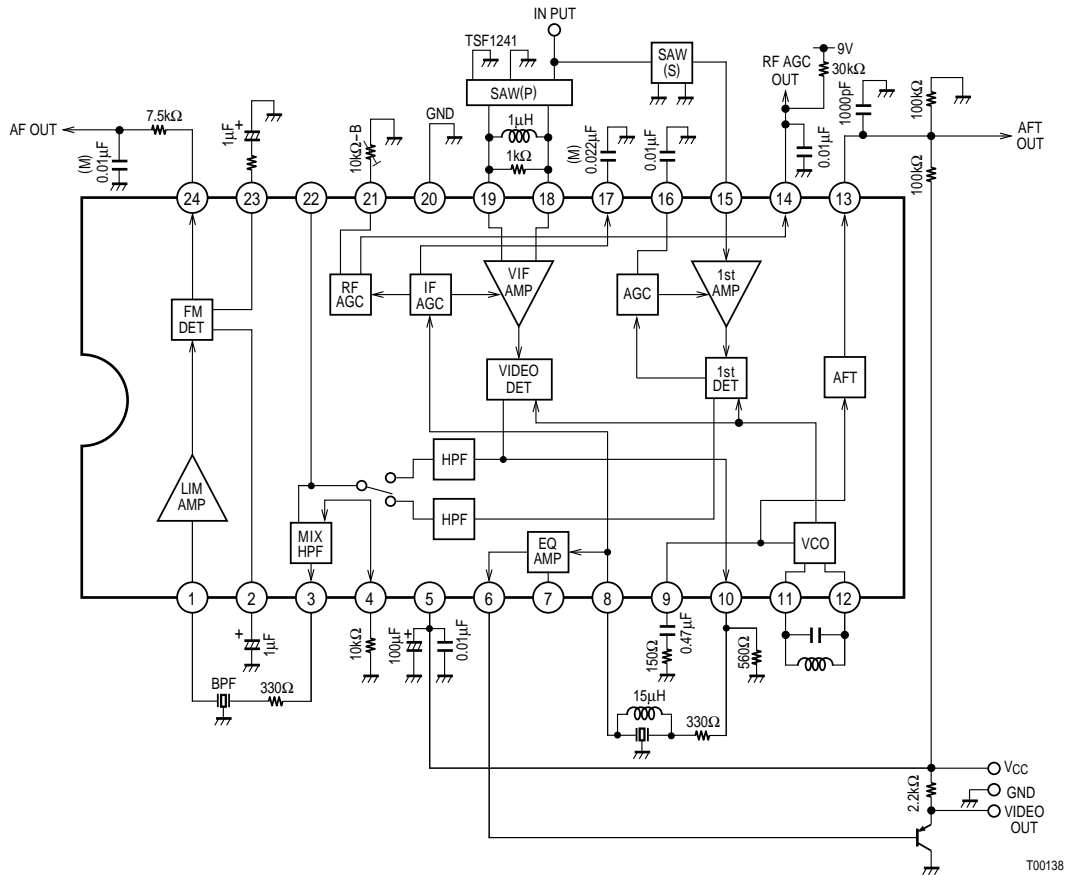 IN PUT
TSF1241
SAW(P)
SAW
(S)
9V
RF AGC
OUT
30kΩ
1000pF
100kΩ
AF OUT
7.5kΩ
(M)
0.01µF
1µF
+
10kΩ-B
GND
1µH
1kΩ
(M)
0.022µF
0.01µF
0.01µF
AFT
OUT
100kΩ
24
23
22
21
20
19
18
17
16
15
14
13
FM
DET
RF
AGC
IF
AGC
VIF
AMP
AGC
1st
AMP
VIDEO
DET
1st
DET
AFT
LIM
AMP
HPF
HPF
MIX
HPF
EQ
AMP
VCO
1
2
3
4
5
6
7
8
9
10
11
12
+
1µF
10kΩ
100µF
+
0.01µF
150Ω
0.47µF
560Ω
BPF
330Ω
15µH
330Ω
VCC
2.2kΩ
GND
VIDEO
OUT
T00138